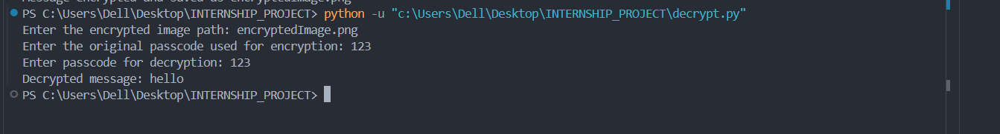 Message encrypted and saved as encryptedImage.png
PS C:\Users\Dell\Desktop\INTERNSHIP_PROJECT> python -u "c:\Users\Dell\Desktop\INTERNSHIP_PROJECT\decrypt.py"
Enter the encrypted image path: encryptedImage.png
Enter the original passcode used for encryption: 123
Enter passcode for decryption: 123
Decrypted message: hello
PS C:\Users\Dell\Desktop\INTERNSHIP_PROJECT>